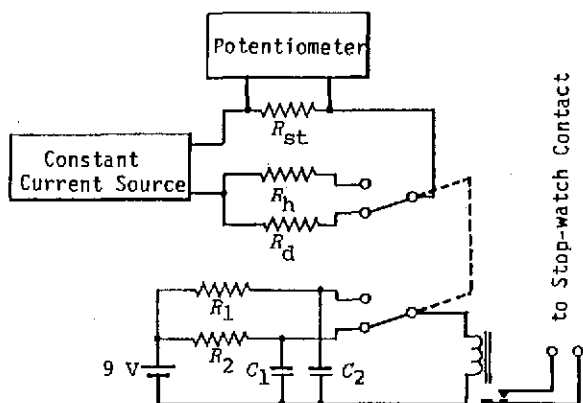 Potentiometer
R_st
Constant
Current Source
R_h
R_d
to Stop-watch Contact
R_1
R_2
9 V
C_1
C_2